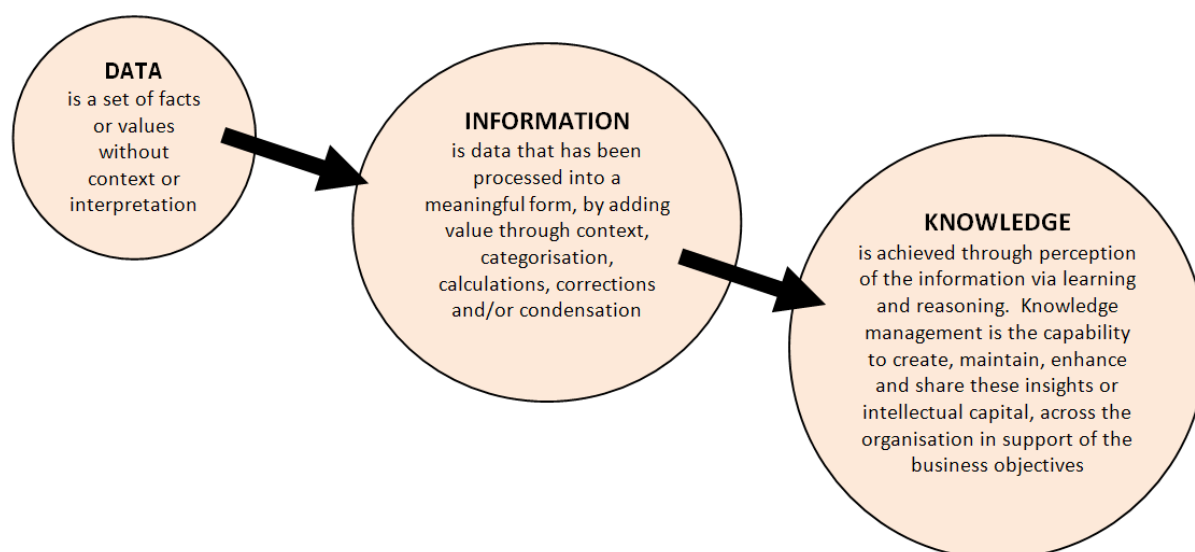 DATA
is a set of facts
or values
without
context or
interpretation
INFORMATION
is data that has been
processed into a
meaningful form, by adding
value through context,
categorisation,
calculations, corrections
and/or condensation
KNOWLEDGE
is achieved through perception
of the information via learning
and reasoning.  Knowledge
management is the capability
to create, maintain, enhance
and share these insights or
intellectual capital, across the
organisation in support of the
business objectives